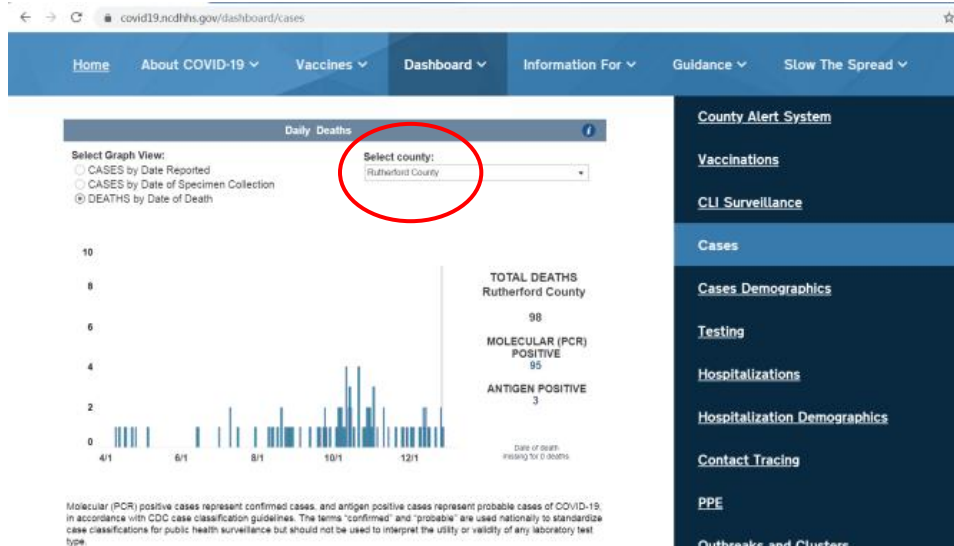 covid19.ncdhhs.gov/dashboard/cases
Home About COVID-19 Vaccines Dashboard Information For Guidance Slow The Spread
Daily Deaths
Select Graph View:
CASES by Date Reported
CASES by Date of Specimen Collection
DEATHS by Date of Death
Select county:
Rutherford County
10
8
6
4
2
0
4/1 6/1 8/1 10/1 12/1
TOTAL DEATHS
Rutherford County
98
MOLECULAR (PCR)
POSITIVE
95
ANTIGEN POSITIVE
3
Date of death
missing for 0 deaths
Molecular (PCR) positive cases represent confirmed cases, and antigen positive cases represent probable cases of COVID-19,
in accordance with CDC case classification guidelines. The terms "confirmed" and "probable" are used nationally to standardize
case classifications for public health surveillance but should not be used to interpret the utility or validity of any laboratory test
type.
County Alert System
Vaccinations
CLI Surveillance
Cases
Cases Demographics
Testing
Hospitalizations
Hospitalization Demographics
Contact Tracing
PPE
Outbreaks and Clusters